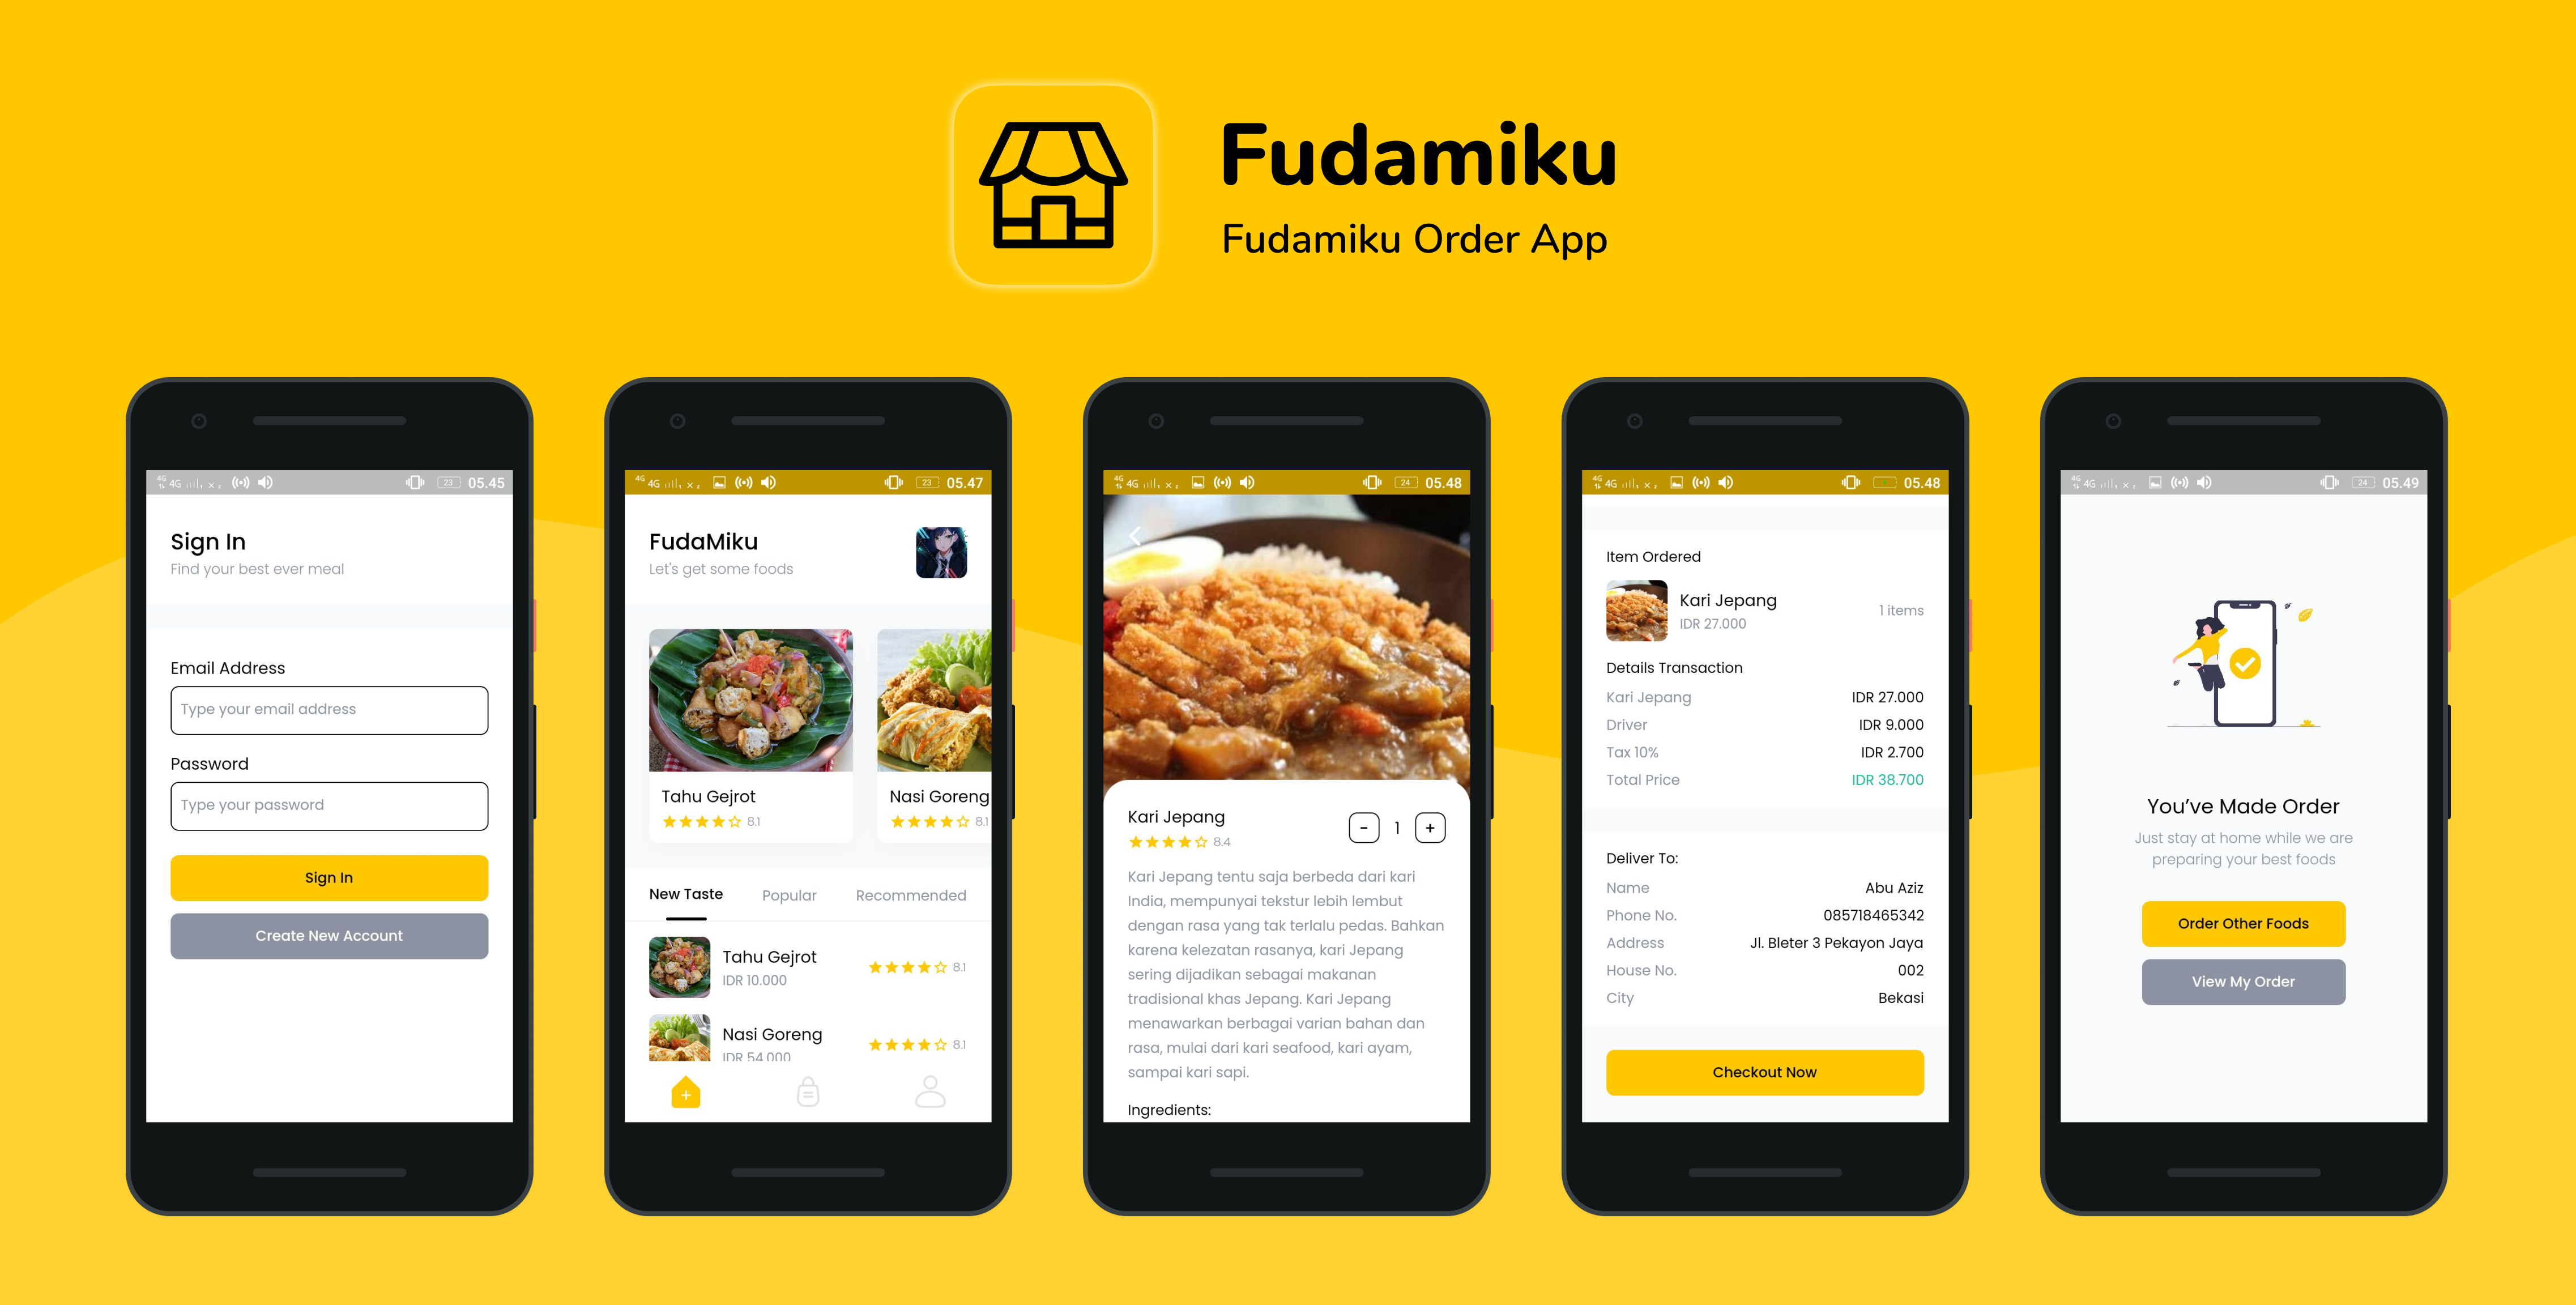 Fudamiku
Fudamiku Order App
4G 4G 23 05.45
Sign In
Find your best ever meal
Email Address
Type your email address
Password
Type your password
Sign In
Create New Account
4G 4G 23 05.47
FudaMiku
Let's get some foods
Tahu Gejrot
8.1
Nasi Goreng
8.1
New Taste Popular Recommended
Tahu Gejrot
IDR 10.000
8.1
Nasi Goreng
IDR 54.000
8.1
4G 4G 24 05.48
Kari Jepang
8.4
- 1 +
Kari Jepang tentu saja berbeda dari kari
India, mempunyai tekstur lebih lembut
dengan rasa yang tak terlalu pedas. Bahkan
karena kelezatan rasanya, kari Jepang
sering dijadikan sebagai makanan
tradisional khas Jepang. Kari Jepang
menawarkan berbagai varian bahan dan
rasa, mulai dari kari seafood, kari ayam,
sampai kari sapi.
Ingredients:
4G 4G 05.48
Item Ordered
Kari Jepang
IDR 27.000
1 items
Details Transaction
Kari Jepang IDR 27.000
Driver IDR 9.000
Tax 10% IDR 2.700
Total Price IDR 38.700
Deliver To:
Name Abu Aziz
Phone No. 085718465342
Address Jl. Bleter 3 Pekayon Jaya
House No. 002
City Bekasi
Checkout Now
4G 4G 24 05.49
You've Made Order
Just stay at home while we are
preparing your best foods
Order Other Foods
View My Order